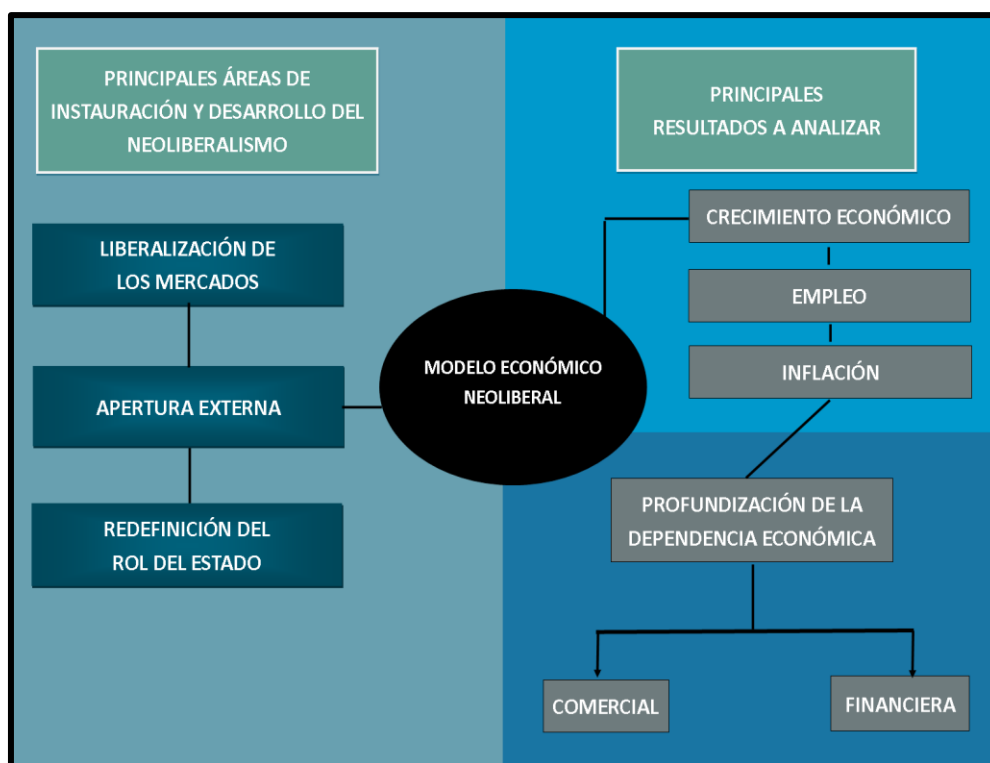 PRINCIPALES ÁREAS DE
INSTAURACIÓN Y DESARROLLO DEL
NEOLIBERALISMO
LIBERALIZACIÓN DE
LOS MERCADOS
APERTURA EXTERNA
REDEFINICIÓN DEL
ROL DEL ESTADO
MODELO ECONÓMICO
NEOLIBERAL
PRINCIPALES
RESULTADOS A ANALIZAR
CRECIMIENTO ECONÓMICO
EMPLEO
INFLACIÓN
PROFUNDIZACIÓN DE LA
DEPENDENCIA ECONÓMICA
COMERCIAL
FINANCIERA